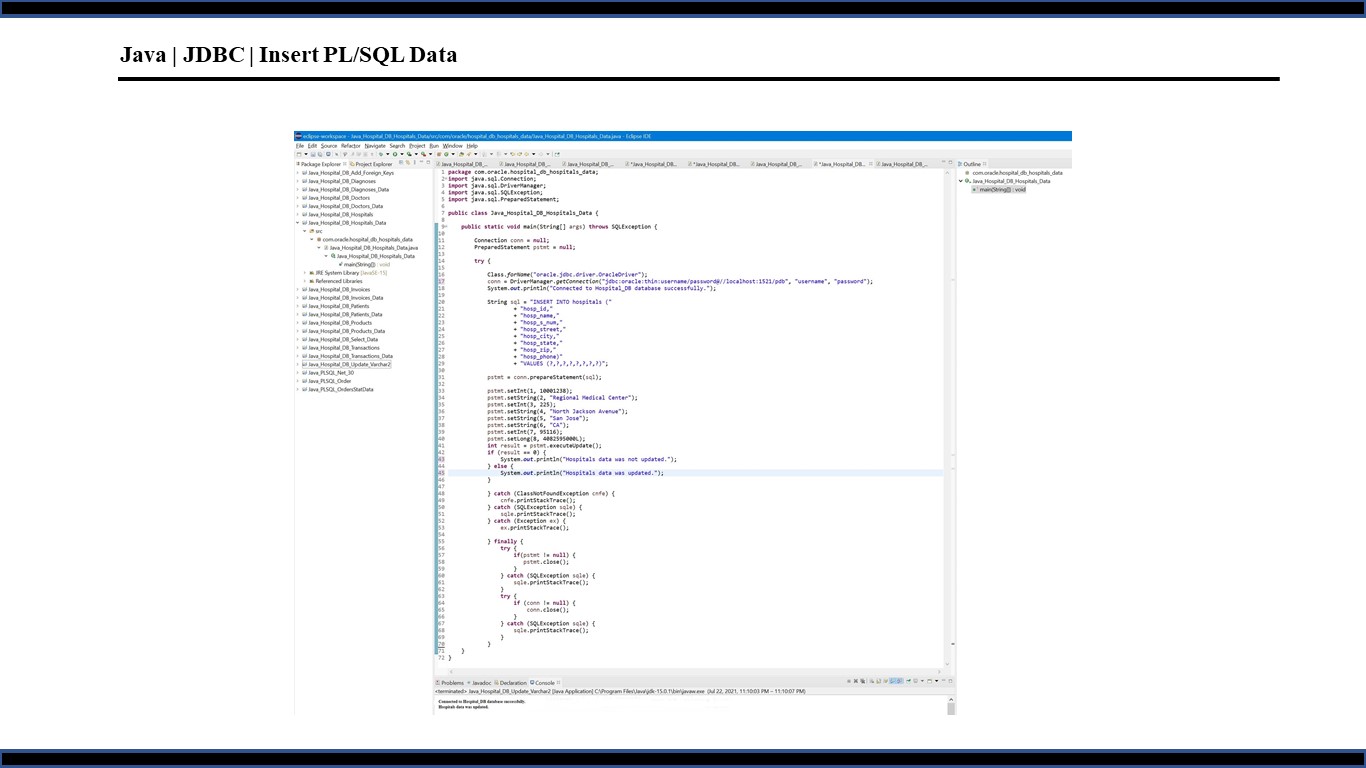 Java | JDBC | Insert PL/SQL Data
eclipse-workspace - Java_Hospital_DB_Hospitals_Data/src/com/oracle/hospital_db_hospitals_data/Java_Hospital_DB_Hospitals_Data.java - Eclipse IDE
File Edit Source Refactor Navigate Search Project Run Window Help
Package Explorer Project Explorer
Java_Hospital_DB_Add_Foreign_Keys
Java_Hospital_DB_Diagnoses
Java_Hospital_DB_Diagnoses_Data
Java_Hospital_DB_Doctors
Java_Hospital_DB_Doctors_Data
Java_Hospital_DB_Hospitals
Java_Hospital_DB_Hospitals_Data
src
com.oracle.hospital_db_hospitals_data
Java_Hospital_DB_Hospitals_Data.java
Java_Hospital_DB_Hospitals_Data
main(String[]) : void
JRE System Library [JavaSE-15]
Referenced Libraries
Java_Hospital_DB_Invoices
Java_Hospital_DB_Invoices_Data
Java_Hospital_DB_Patients
Java_Hospital_DB_Patients_Data
Java_Hospital_DB_Products
Java_Hospital_DB_Products_Data
Java_Hospital_DB_Select_Data
Java_Hospital_DB_Transactions
Java_Hospital_DB_Transactions_Data
Java_Hospital_DB_Update_Varchar2
Java_PLSQL_Net_30
Java_PLSQL_Order
Java_PLSQL_OrdersStatData
Java_Hospital_DB_... Java_Hospital_DB_... Java_Hospital_DB_... *Java_Hospital_DB... *Java_Hospital_DB... Java_Hospital_DB_... *Java_Hospital_DB... Java_Hospital_DB_...
1 package com.oracle.hospital_db_hospitals_data;
2 import java.sql.Connection;
3 import java.sql.DriverManager;
4 import java.sql.SQLException;
5 import java.sql.PreparedStatement;
6
7 public class Java_Hospital_DB_Hospitals_Data {
8
9 public static void main(String[] args) throws SQLException {
10
11 Connection conn = null;
12 PreparedStatement pstmt = null;
13
14 try {
15
16 Class.forName("oracle.jdbc.driver.OracleDriver");
17 conn = DriverManager.getConnection("jdbc:oracle:thin:username/password@//localhost:1521/pdb", "username", "password");
18 System.out.println("Connected to Hospital_DB database successfully.");
19
20 String sql = "INSERT INTO hospitals ("
21 + "hosp_id,"
22 + "hosp_name,"
23 + "hosp_s_num,"
24 + "hosp_street,"
25 + "hosp_city,"
26 + "hosp_state,"
27 + "hosp_zip,"
28 + "hosp_phone)"
29 + "VALUES (?,?,?,?,?,?,?,?)";
30
31 pstmt = conn.prepareStatement(sql);
32
33 pstmt.setInt(1, 10001238);
34 pstmt.setString(2, "Regional Medical Center");
35 pstmt.setInt(3, 225);
36 pstmt.setString(4, "North Jackson Avenue");
37 pstmt.setString(5, "San Jose");
38 pstmt.setString(6, "CA");
39 pstmt.setInt(7, 95116);
40 pstmt.setLong(8, 4082595000L);
41 int result = pstmt.executeUpdate();
42 if (result == 0) {
43 System.out.println("Hospitals data was not updated.");
44 } else {
45 System.out.println("Hospitals data was updated.");
46 }
47
48 } catch (ClassNotFoundException cnfe) {
49 cnfe.printStackTrace();
50 } catch (SQLException sqle) {
51 sqle.printStackTrace();
52 } catch (Exception ex) {
53 ex.printStackTrace();
54
55 } finally {
56 try {
57 if(pstmt != null) {
58 pstmt.close();
59 }
60 } catch (SQLException sqle) {
61 sqle.printStackTrace();
62 }
63 try {
64 if (conn != null) {
65 conn.close();
66 }
67 } catch (SQLException sqle) {
68 sqle.printStackTrace();
69 }
70 }
71 }
72 }
Outline
com.oracle.hospital_db_hospitals_data
Java_Hospital_DB_Hospitals_Data
main(String[]) : void
Problems Javadoc Declaration Console
<terminated> Java_Hospital_DB_Update_Varchar2 [Java Application] C:\Program Files\Java\jdk-15.0.1\bin\javaw.exe (Jul 22, 2021, 11:10:03 PM – 11:10:07 PM)
Connected to Hospital_DB database successfully.
Hospitals data was updated.